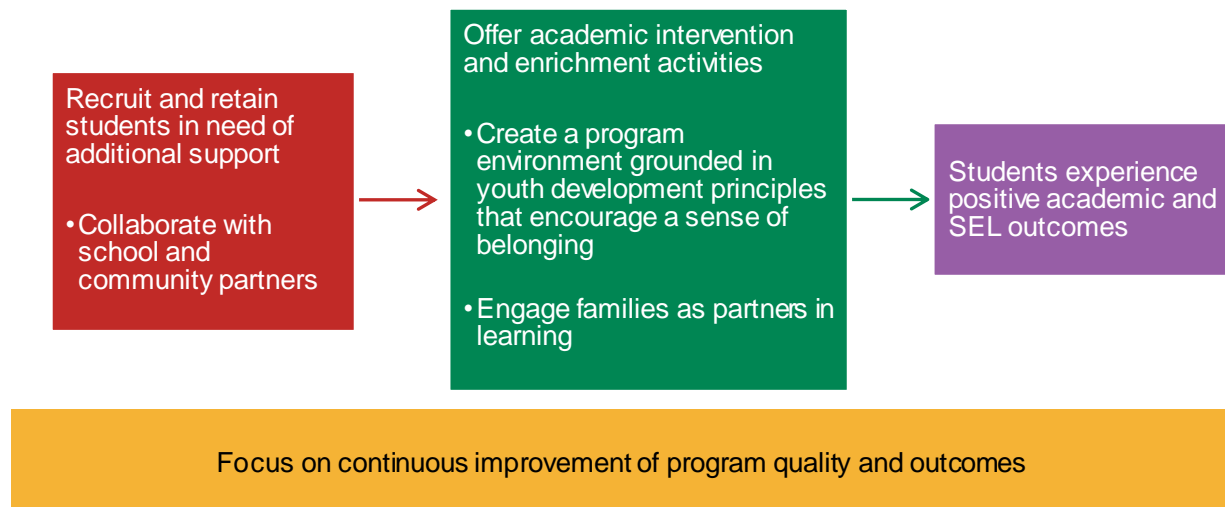 Recruit and retain
students in need of
additional support
•Collaborate with
school and
community partners
Offer academic intervention
and enrichment activities
•Create a program
environment grounded in
youth development principles
that encourage a sense of
belonging
•Engage families as partners in
learning
Students experience
positive academic and
SEL outcomes
Focus on continuous improvement of program quality and outcomes